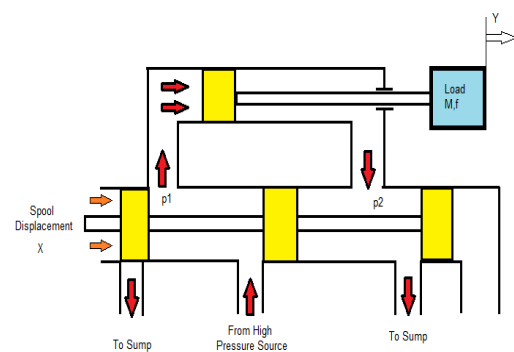 Y
Load
M,f
p1
p2
Spool
Displacement
X
To Sump
From High
Pressure Source
To Sump